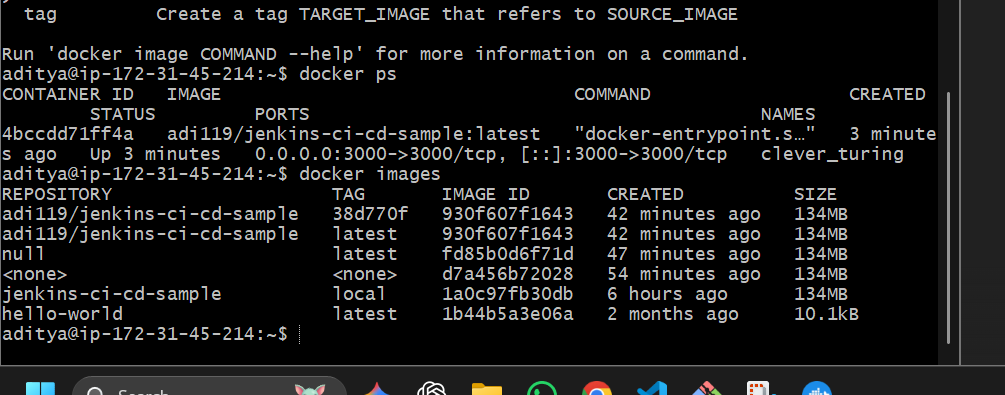 tag         Create a tag TARGET_IMAGE that refers to SOURCE_IMAGE
Run 'docker image COMMAND --help' for more information on a command.
aditya@ip-172-31-45-214:~$ docker ps
CONTAINER ID   IMAGE                                COMMAND                  CREATED
        STATUS         PORTS                                         NAMES
4bccdd71ff4a   adi119/jenkins-ci-cd-sample:latest   "docker-entrypoint.s…"   3 minute
s ago   Up 3 minutes   0.0.0.0:3000->3000/tcp, [::]:3000->3000/tcp   clever_turing
aditya@ip-172-31-45-214:~$ docker images
REPOSITORY                    TAG       IMAGE ID       CREATED          SIZE
adi119/jenkins-ci-cd-sample   38d770f   930f607f1643   42 minutes ago   134MB
adi119/jenkins-ci-cd-sample   latest    930f607f1643   42 minutes ago   134MB
null                          latest    fd85b0d6f71d   47 minutes ago   134MB
<none>                        <none>    d7a456b72028   54 minutes ago   134MB
jenkins-ci-cd-sample          local     1a0c97fb30db   6 hours ago      134MB
hello-world                   latest    1b44b5a3e06a   2 months ago     10.1kB
aditya@ip-172-31-45-214:~$
Search